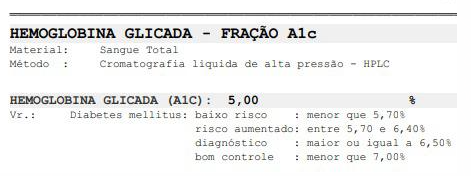 HEMOGLOBINA GLICADA - FRAÇÃO A1c
Material: Sangue Total
Método : Cromatografia liquida de alta pressão - HPLC
HEMOGLOBINA GLICADA (A1C): 5,00 %
Vr.: Diabetes mellitus: baixo risco : menor que 5,70%
risco aumentado: entre 5,70 e 6,40%
diagnóstico : maior ou igual a 6,50%
bom controle : menor que 7,00%